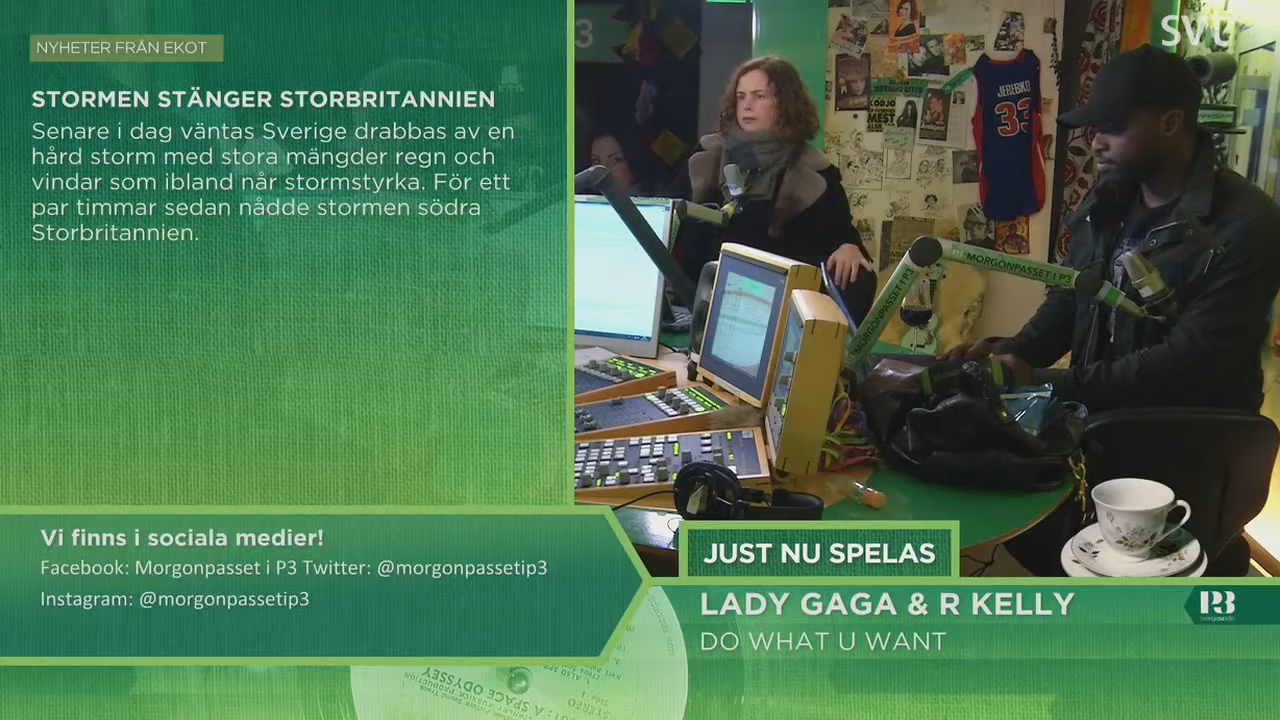 NYHETER FRÅN EKOT
STORMEN STÄNGER STORBRITANNIEN
Senare i dag väntas Sverige drabbas av en
hård storm med stora mängder regn och
vindar som ibland når stormstyrka. För ett
par timmar sedan nådde stormen södra
Storbritannien.
svt
3
JEREBKO
33
MORGONPASSET I P3
MORGONPASSET I P3
Vi finns i sociala medier!
Facebook: Morgonpasset i P3 Twitter: @morgonpassetip3
Instagram: @morgonpassetip3
JUST NU SPELAS
LADY GAGA & R KELLY
DO WHAT U WANT
P3
sverigesradio
A SPACE ODYSSEY
STEREO